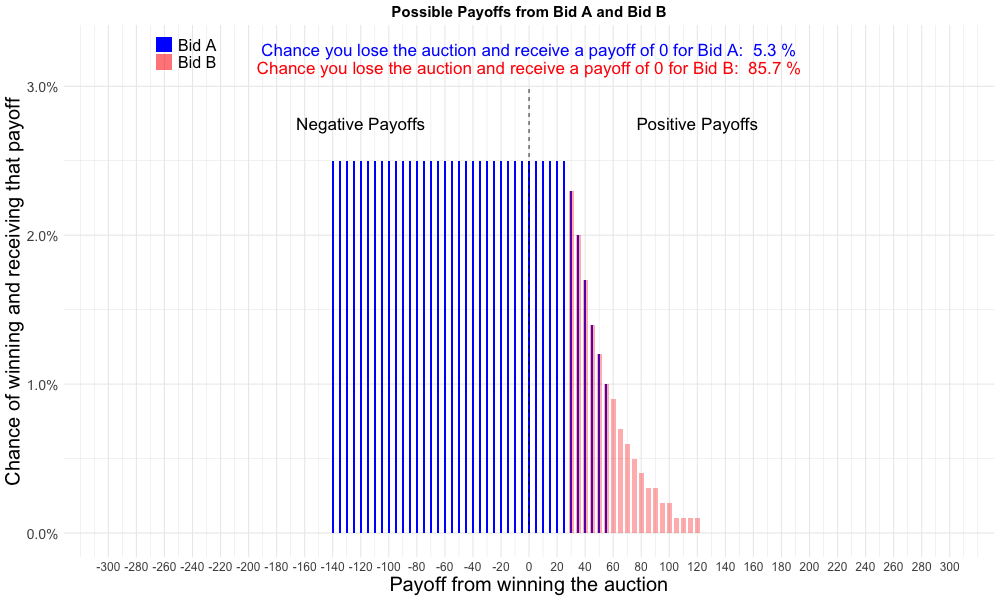 Possible Payoffs from Bid A and Bid B
Bid A
Bid B
Chance you lose the auction and receive a payoff of 0 for Bid A:  5.3 %
Chance you lose the auction and receive a payoff of 0 for Bid B:  85.7 %
Negative Payoffs
Positive Payoffs
Chance of winning and receiving that payoff
3.0%
2.0%
1.0%
0.0%
-300 -280 -260 -240 -220 -200 -180 -160 -140 -120 -100 -80 -60 -40 -20 0 20 40 60 80 100 120 140 160 180 200 220 240 260 280 300
Payoff from winning the auction